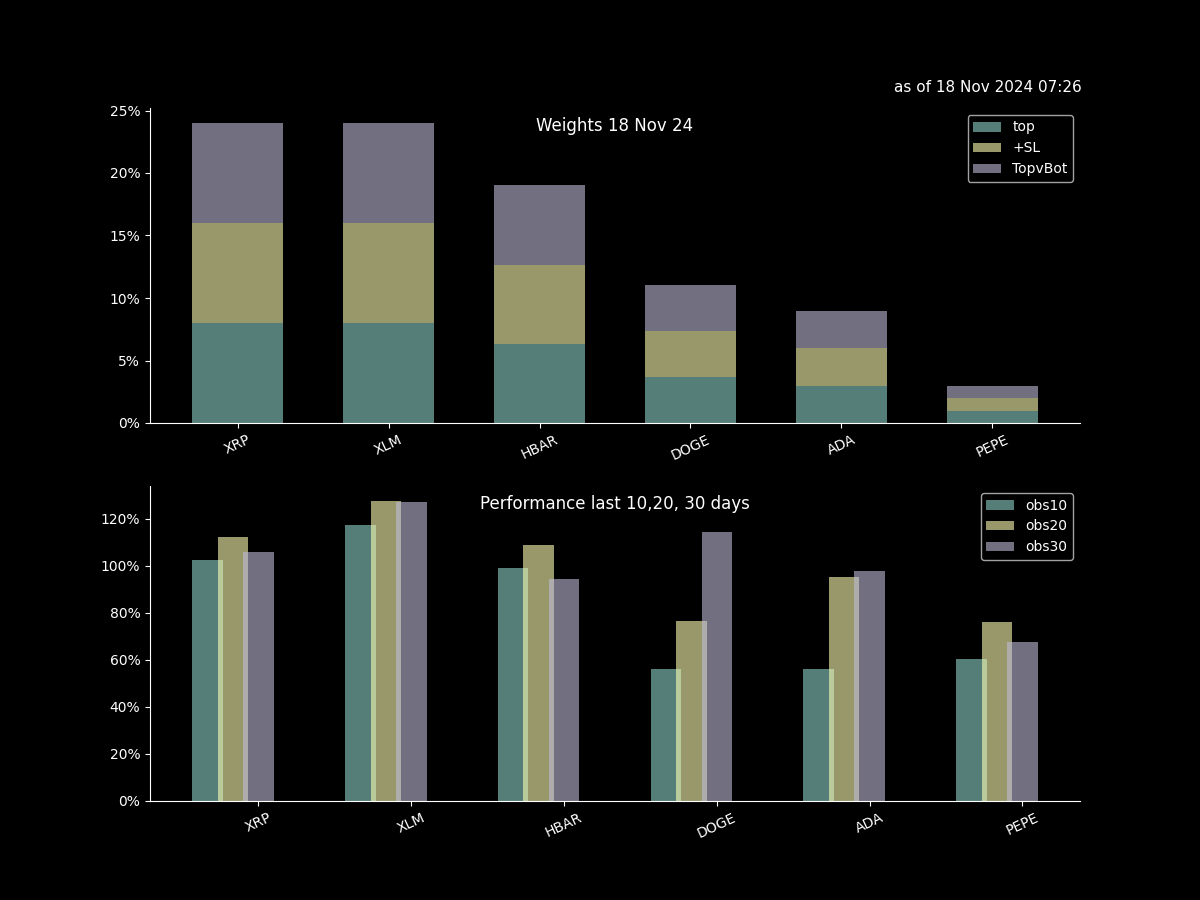 as of 18 Nov 2024 07:26
Weights 18 Nov 24
top
+SL
TopvBot
25%
20%
15%
10%
5%
0%
XRP
XLM
HBAR
DOGE
ADA
PEPE
Performance last 10,20, 30 days
obs10
obs20
obs30
120%
100%
80%
60%
40%
20%
0%
XRP
XLM
HBAR
DOGE
ADA
PEPE